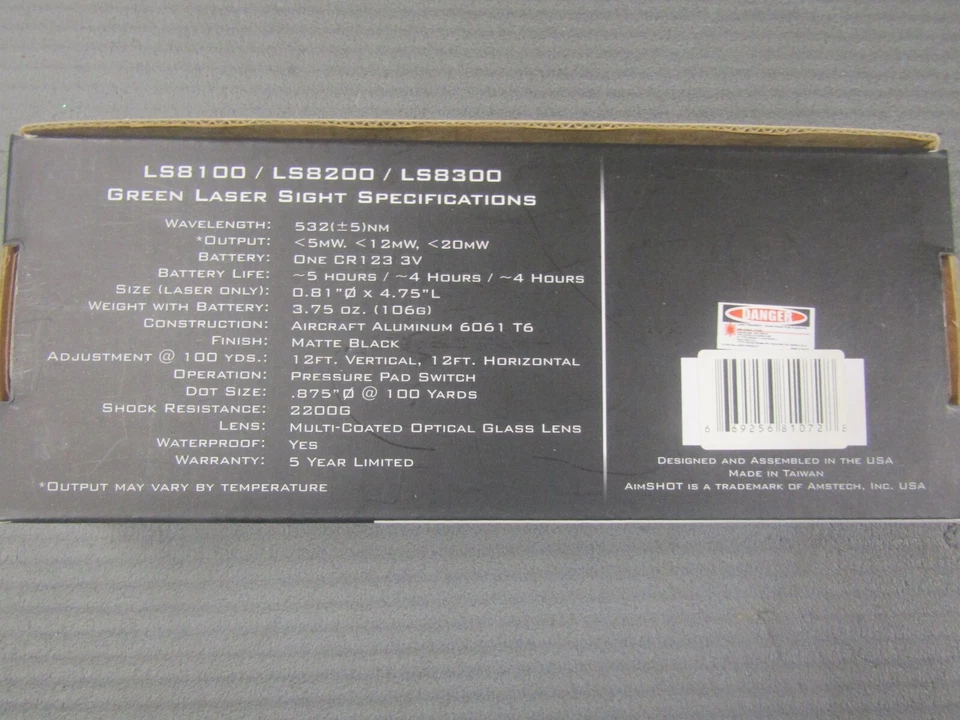 LS8100 / LS8200 / LS8300
Green Laser Sight Specifications
Wavelength: 532(±5)nm
*Output: <5mW. <12mW, <20mW
Battery: One CR123 3V
Battery Life: ~5 hours / ~4 Hours / ~4 Hours
Size (laser only): 0.81"Ø x 4.75"L
Weight with Battery: 3.75 oz. (106g)
Construction: Aircraft Aluminum 6061 T6
Finish: Matte Black
Adjustment @ 100 yds.: 12ft. Vertical, 12ft. Horizontal
Operation: Pressure Pad Switch
Dot Size: .875"Ø @ 100 Yards
Shock Resistance: 2200G
Lens: Multi-Coated Optical Glass Lens
Waterproof: Yes
Warranty: 5 Year Limited
*Output may vary by temperature
DANGER
6 69256 81072 8
Designed and Assembled in the USA
Made in Taiwan
AimSHOT is a trademark of Amstech, Inc. USA